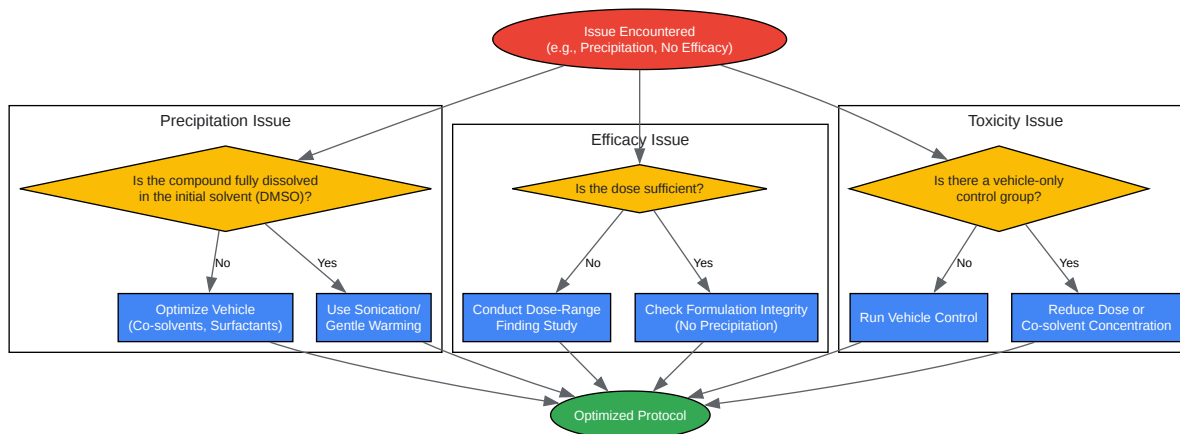 Issue Encountered
(e.g., Precipitation, No Efficacy)
Precipitation Issue
Is the compound fully dissolved
in the initial solvent (DMSO)?
No
Yes
Optimize Vehicle
(Co-solvents, Surfactants)
Use Sonication/
Gentle Warming
Efficacy Issue
Is the dose sufficient?
No
Yes
Conduct Dose-Range
Finding Study
Check Formulation Integrity
(No Precipitation)
Toxicity Issue
Is there a vehicle-only
control group?
No
Yes
Run Vehicle Control
Reduce Dose or
Co-solvent Concentration
Optimized Protocol